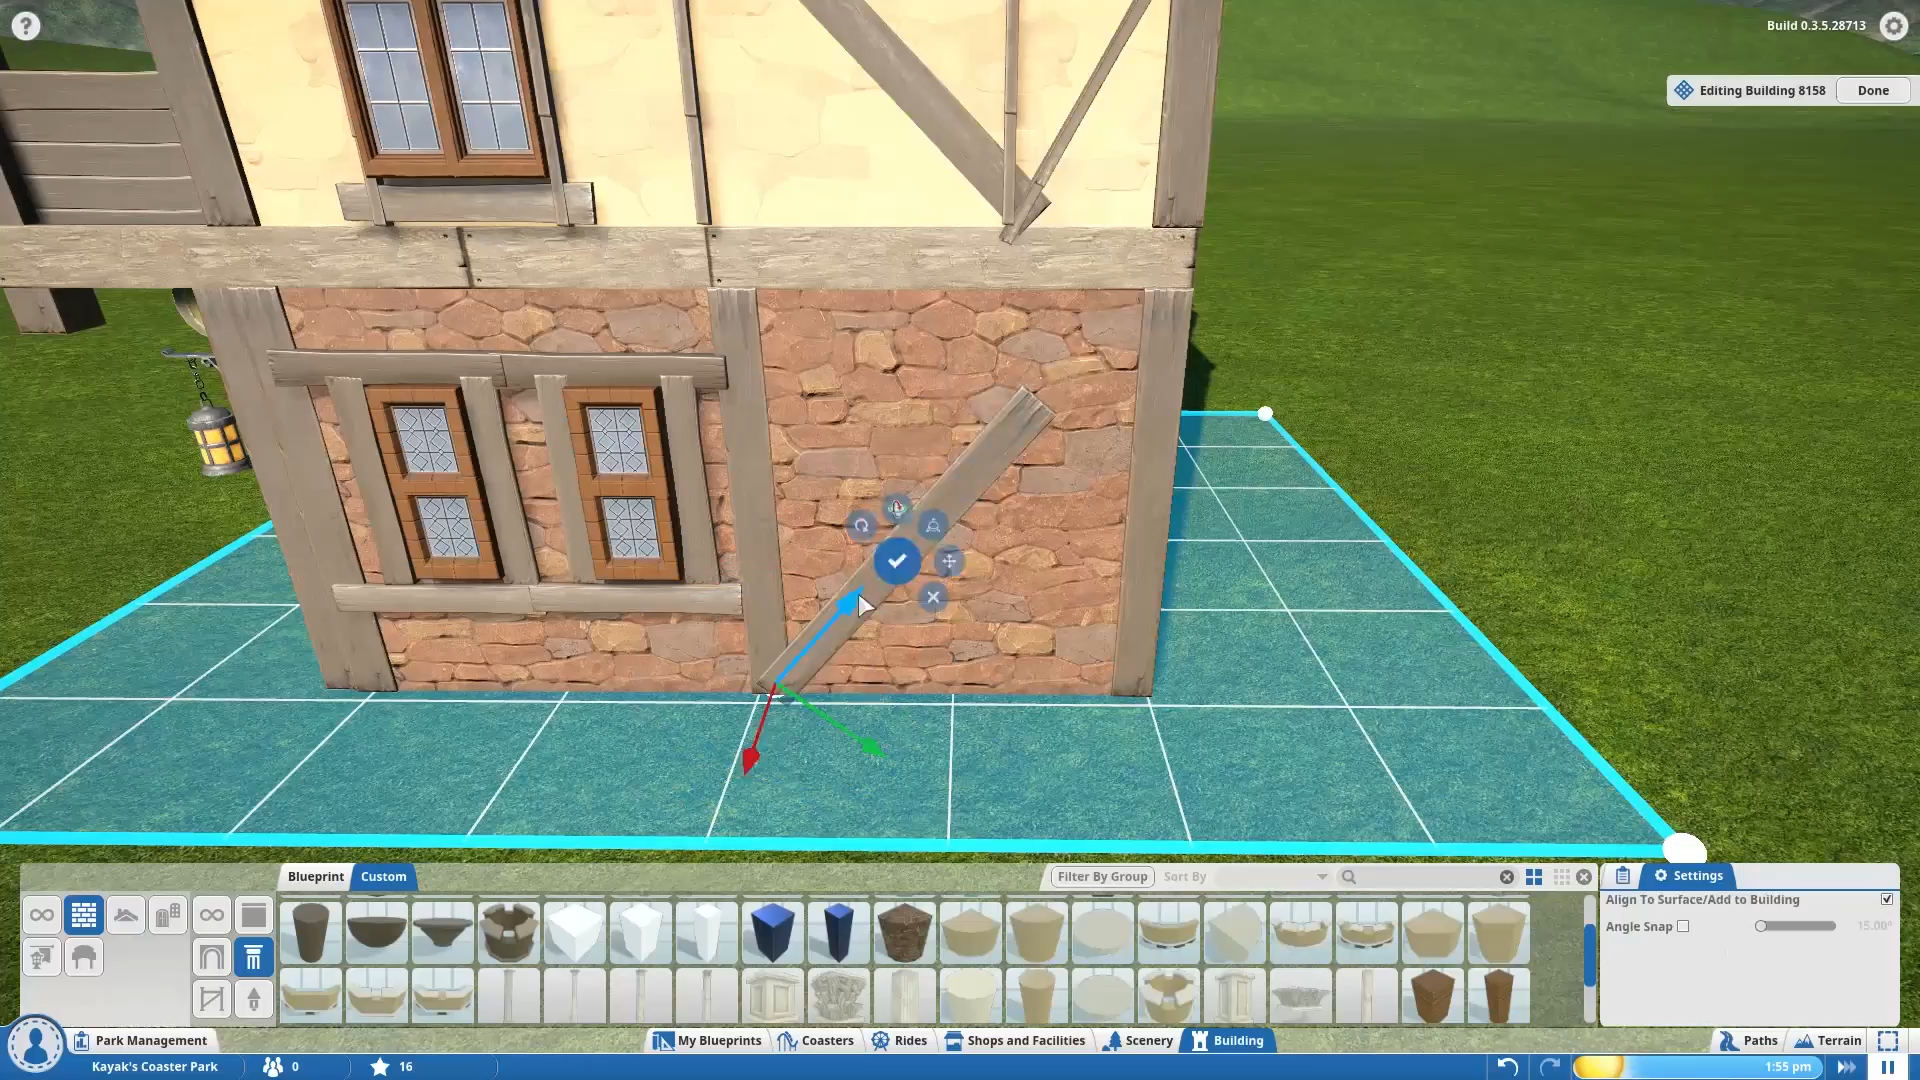 ?
Build 0.3.5.28713
Editing Building 8158
Done
Blueprint
Custom
Filter By Group
Sort By
Settings
Align To Surface/Add to Building
Angle Snap
15.00°
Park Management
My Blueprints
Coasters
Rides
Shops and Facilities
Scenery
Building
Paths
Terrain
Kayak's Coaster Park
0
16
1:55 pm